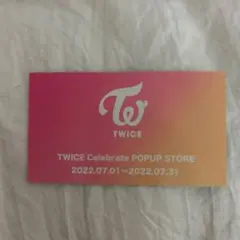 TWICE
TWICE Celebrate POPUP STORE
2022.07.01~2022.07.31